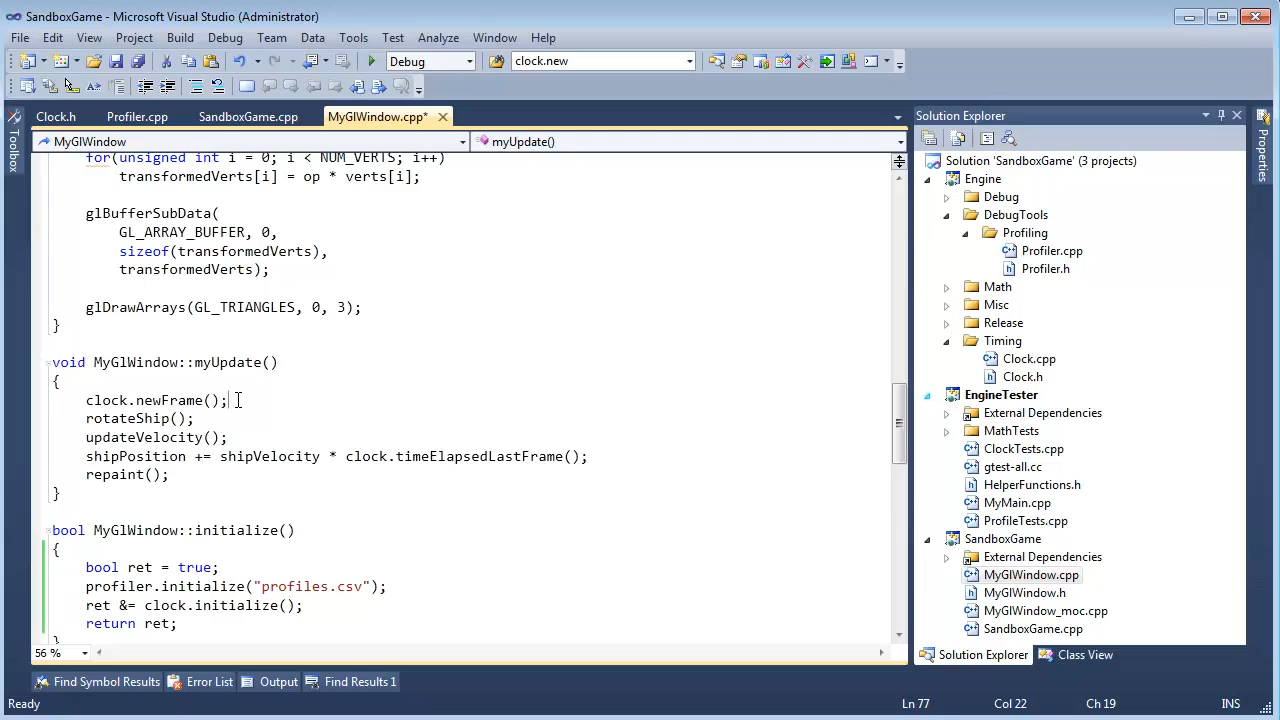 SandboxGame - Microsoft Visual Studio (Administrator)
File Edit View Project Build Debug Team Data Tools Test Analyze Window Help
Debug clock.new
Clock.h Profiler.cpp SandboxGame.cpp MyGlWindow.cpp*
MyGlWindow myUpdate()
for(unsigned int i = 0; i < NUM_VERTS; i++)
transformedVerts[i] = op * verts[i];
glBufferSubData(
GL_ARRAY_BUFFER, 0,
sizeof(transformedVerts),
transformedVerts);
glDrawArrays(GL_TRIANGLES, 0, 3);
}
void MyGlWindow::myUpdate()
{
clock.newFrame();
rotateShip();
updateVelocity();
shipPosition += shipVelocity * clock.timeElapsedLastFrame();
repaint();
}
bool MyGlWindow::initialize()
{
bool ret = true;
profiler.initialize("profiles.csv");
ret &= clock.initialize();
return ret;
}
56 %
Toolbox
Solution Explorer
Solution 'SandboxGame' (3 projects)
Engine
Debug
DebugTools
Profiling
Profiler.cpp
Profiler.h
Math
Misc
Release
Timing
Clock.cpp
Clock.h
EngineTester
External Dependencies
MathTests
ClockTests.cpp
gtest-all.cc
HelperFunctions.h
MyMain.cpp
ProfileTests.cpp
SandboxGame
External Dependencies
MyGlWindow.cpp
MyGlWindow.h
MyGlWindow_moc.cpp
SandboxGame.cpp
Solution Explorer Class View
Properties
Find Symbol Results Error List Output Find Results 1
Ready Ln 77 Col 22 Ch 19 INS